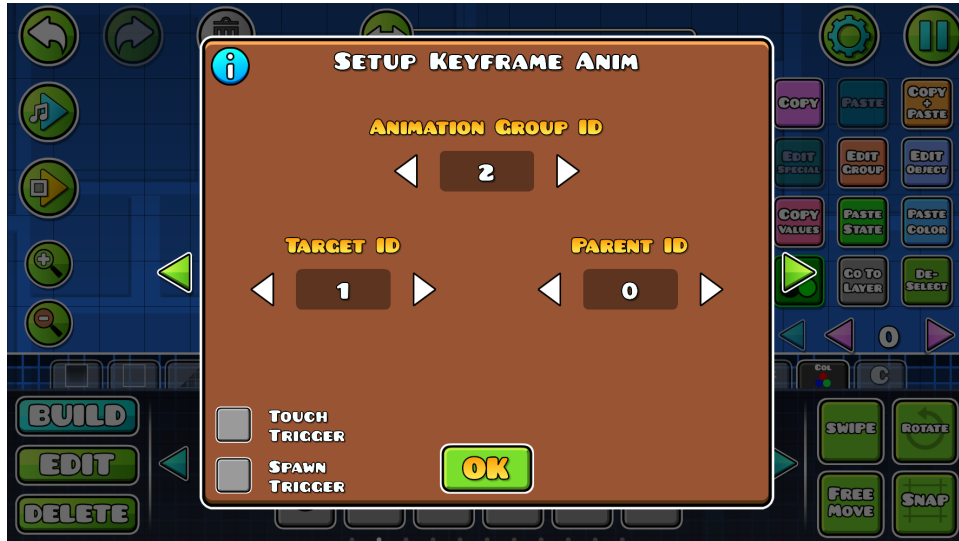 Setup Keyframe Anim
Animation Group ID
2
Target ID
1
Parent ID
0
Touch
Trigger
Spawn
Trigger
OK
Copy
Paste
Copy
+
Paste
Edit
Special
Edit
Group
Edit
Object
Copy
Values
Paste
State
Paste
Color
Go To
Layer
De-
Select
0
Col
C
Build
Edit
Delete
Swipe
Rotate
Free
Move
Snap